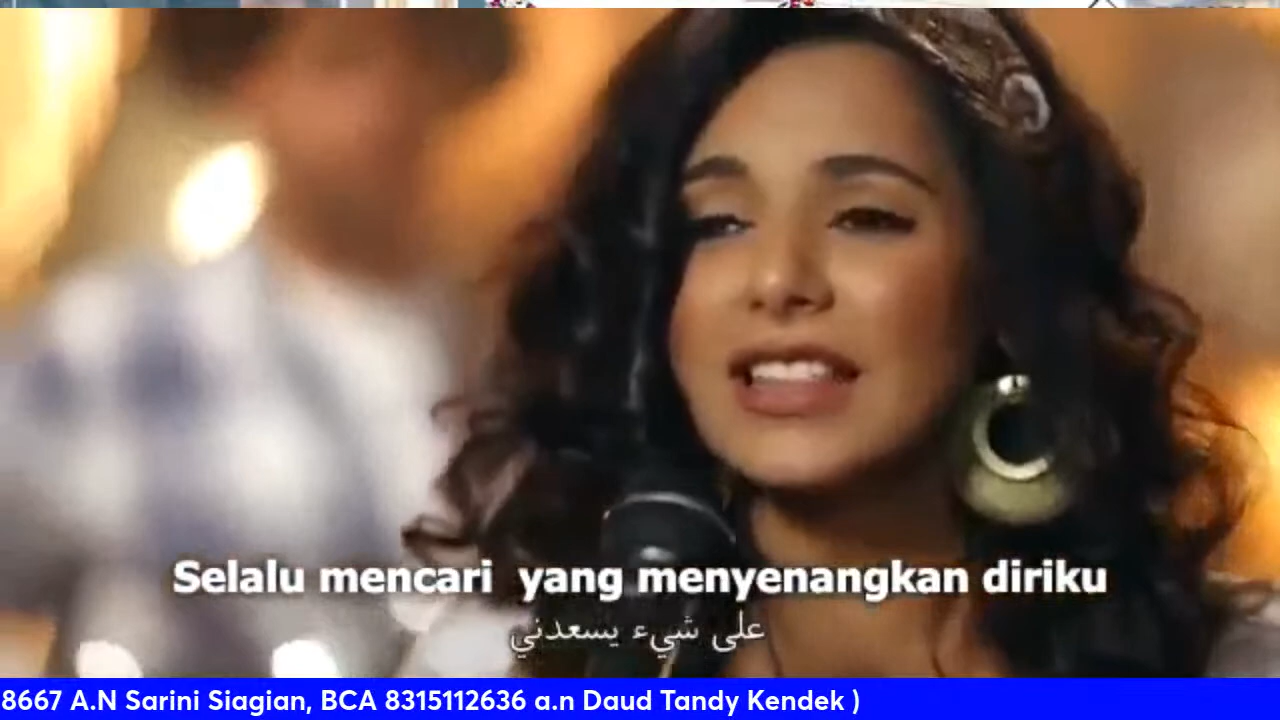 Selalu mencari yang menyenangkan diriku
على شيء يسعدني
8667 A.N Sarini Siagian, BCA 8315112636 a.n Daud Tandy Kendek )